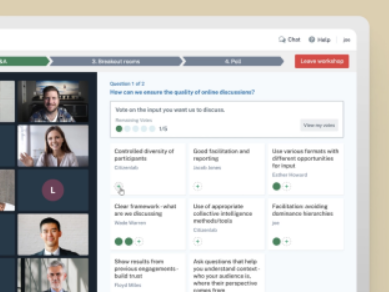 Chat Help jae
&A 3. Breakout rooms 4. Poll Leave workshop
Question 1 of 2
How can we ensure the quality of online discussions?
Vote on the input you want us to discuss.
Remaining Votes
1/5
View my votes
Controlled diversity of
participants
Citizenlab
Good facilitation and
reporting
Jacob Jones
Use various formats with
different opportunities
for input
Esther Howard
L
Clear framework - what
are we discussing
Wade Warren
Use of appropriate
collective intelligence
methods/tools
Citizenlab
Facilitation avoiding
dominance hierarchies
jae
Show results from
previous engagements -
build trust
Floyd Miles
Ask questions that help
you understand context -
who your audience is,
where their perspective
comes from